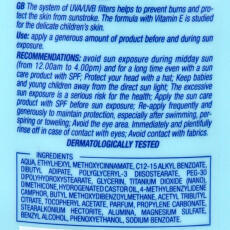 GB The system of UVA/UVB filters helps to prevent burns and protect the skin from sunstroke. The formula with Vitamin E is studied
for the delicate children's skin.
Use: apply a generous amount of product before and during sun
exposure.
RECOMMENDATIONS: Avoid sun exposure during midday sun
(from 12.00am to 4.00pm) and for a long time even with a sun
care product with SPF; Protect your head with a hat; Keep babies
and young children away from the direct sun light; The excessive
sun exposure is a serious risk for the health; Apply the sun care
product with SPF before sun exposure; Re-apply frequently and
generously to maintain protection, especially after swimming, per-
spiring or toweling; Avoid the eye area. Immediately and plentifully
rinse off in case of contact with eyes; Avoid contact with fabrics.
DERMATOLOGICALLY TESTED
INGREDIENTS
AQUA, ETHYLHEXYL METHOXYCINNAMATE, C12-15 ALKYL BENZOATE,
DIBUTYL ADIPATE, POLYGLYCERYL-3 DIISOSTEARATE, PEG-30
DIPOLYHYDROXYSTEARATE, GLYCERIN, TITANIUM DIOXIDE (NANO),
DIMETHICONE, HYDROGENATED CASTOR OIL, 4-METHYLBENZYLIDENE
CAMPHOR, BUTYL METHOXYDIBENZOYLMETHANE, ACETYL TRIBUTYL
CITRATE, TOCOPHERYL ACETATE, PARFUM, PROPYLENE CARBONATE,
STEARALKONIUM HECTORITE, ALUMINA, MAGNESIUM SULFATE,
BENZYL ALCOHOL, PHENOXYETHANOL, SODIUM BENZOATE.